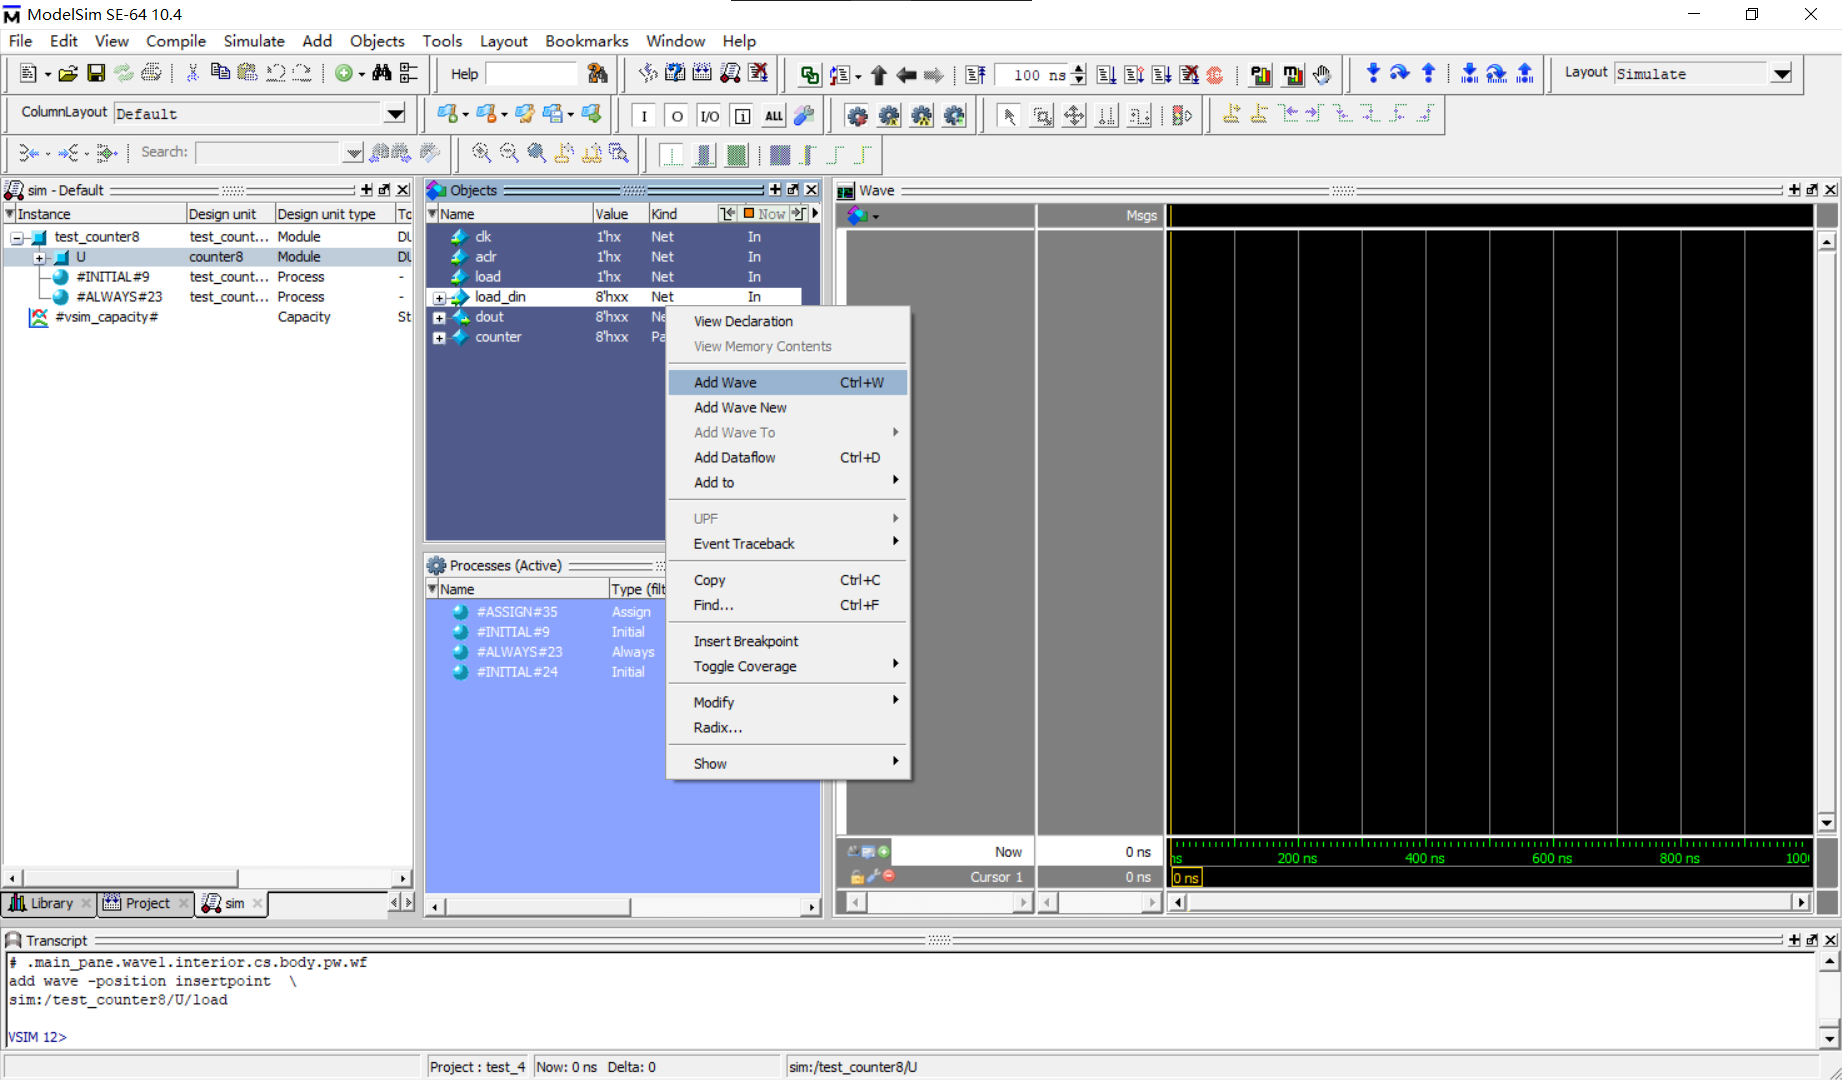 ModelSim SE-64 10.4
File Edit View Compile Simulate Add Objects Tools Layout Bookmarks Window Help
Help 100 ns Layout Simulate
ColumnLayout Default I O I/O i ALL
Search:
sim - Default
Instance Design unit Design unit type To
test_counter8 test_count... Module DU
U counter8 Module DU
#INITIAL#9 test_count... Process -
#ALWAYS#23 test_count... Process -
#vsim_capacity# Capacity St
Library Project sim
Objects
Name Value Kind Now
clk 1'hx Net In
adr 1'hx Net In
load 1'hx Net In
load_din 8'hxx Net In
dout 8'hxx Ne
counter 8'hxx Pa
View Declaration
View Memory Contents
Add Wave Ctrl+W
Add Wave New
Add Wave To
Add Dataflow Ctrl+D
Add to
UPF
Event Traceback
Copy Ctrl+C
Find... Ctrl+F
Insert Breakpoint
Toggle Coverage
Modify
Radix...
Show
Processes (Active)
Name Type (filt
#ASSIGN#35 Assign
#INITIAL#9 Initial
#ALWAYS#23 Always
#INITIAL#24 Initial
Wave
Msgs
Now 0 ns
ns 200 ns 400 ns 600 ns 800 ns 100
Cursor 1 0 ns
0 ns
Transcript
# .main_pane.wave1.interior.cs.body.pw.wf
add wave -position insertpoint \
sim:/test_counter8/U/load
VSIM 12>
Project : test_4 Now: 0 ns Delta: 0 sim:/test_counter8/U